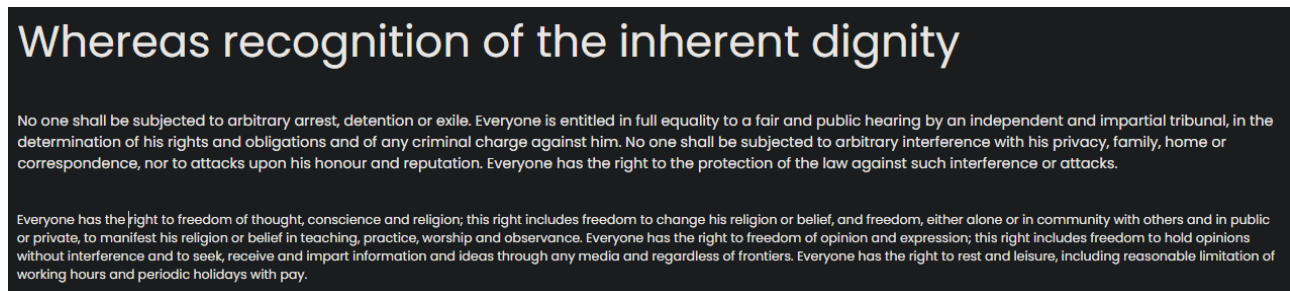 Whereas recognition of the inherent dignity
No one shall be subjected to arbitrary arrest, detention or exile. Everyone is entitled in full equality to a fair and public hearing by an independent and impartial tribunal, in the
determination of his rights and obligations and of any criminal charge against him. No one shall be subjected to arbitrary interference with his privacy, family, home or
correspondence, nor to attacks upon his honour and reputation. Everyone has the right to the protection of the law against such interference or attacks.
Everyone has the right to freedom of thought, conscience and religion; this right includes freedom to change his religion or belief, and freedom, either alone or in community with others and in public
or private, to manifest his religion or belief in teaching, practice, worship and observance. Everyone has the right to freedom of opinion and expression; this right includes freedom to hold opinions
without interference and to seek, receive and impart information and ideas through any media and regardless of frontiers. Everyone has the right to rest and leisure, including reasonable limitation of
working hours and periodic holidays with pay.